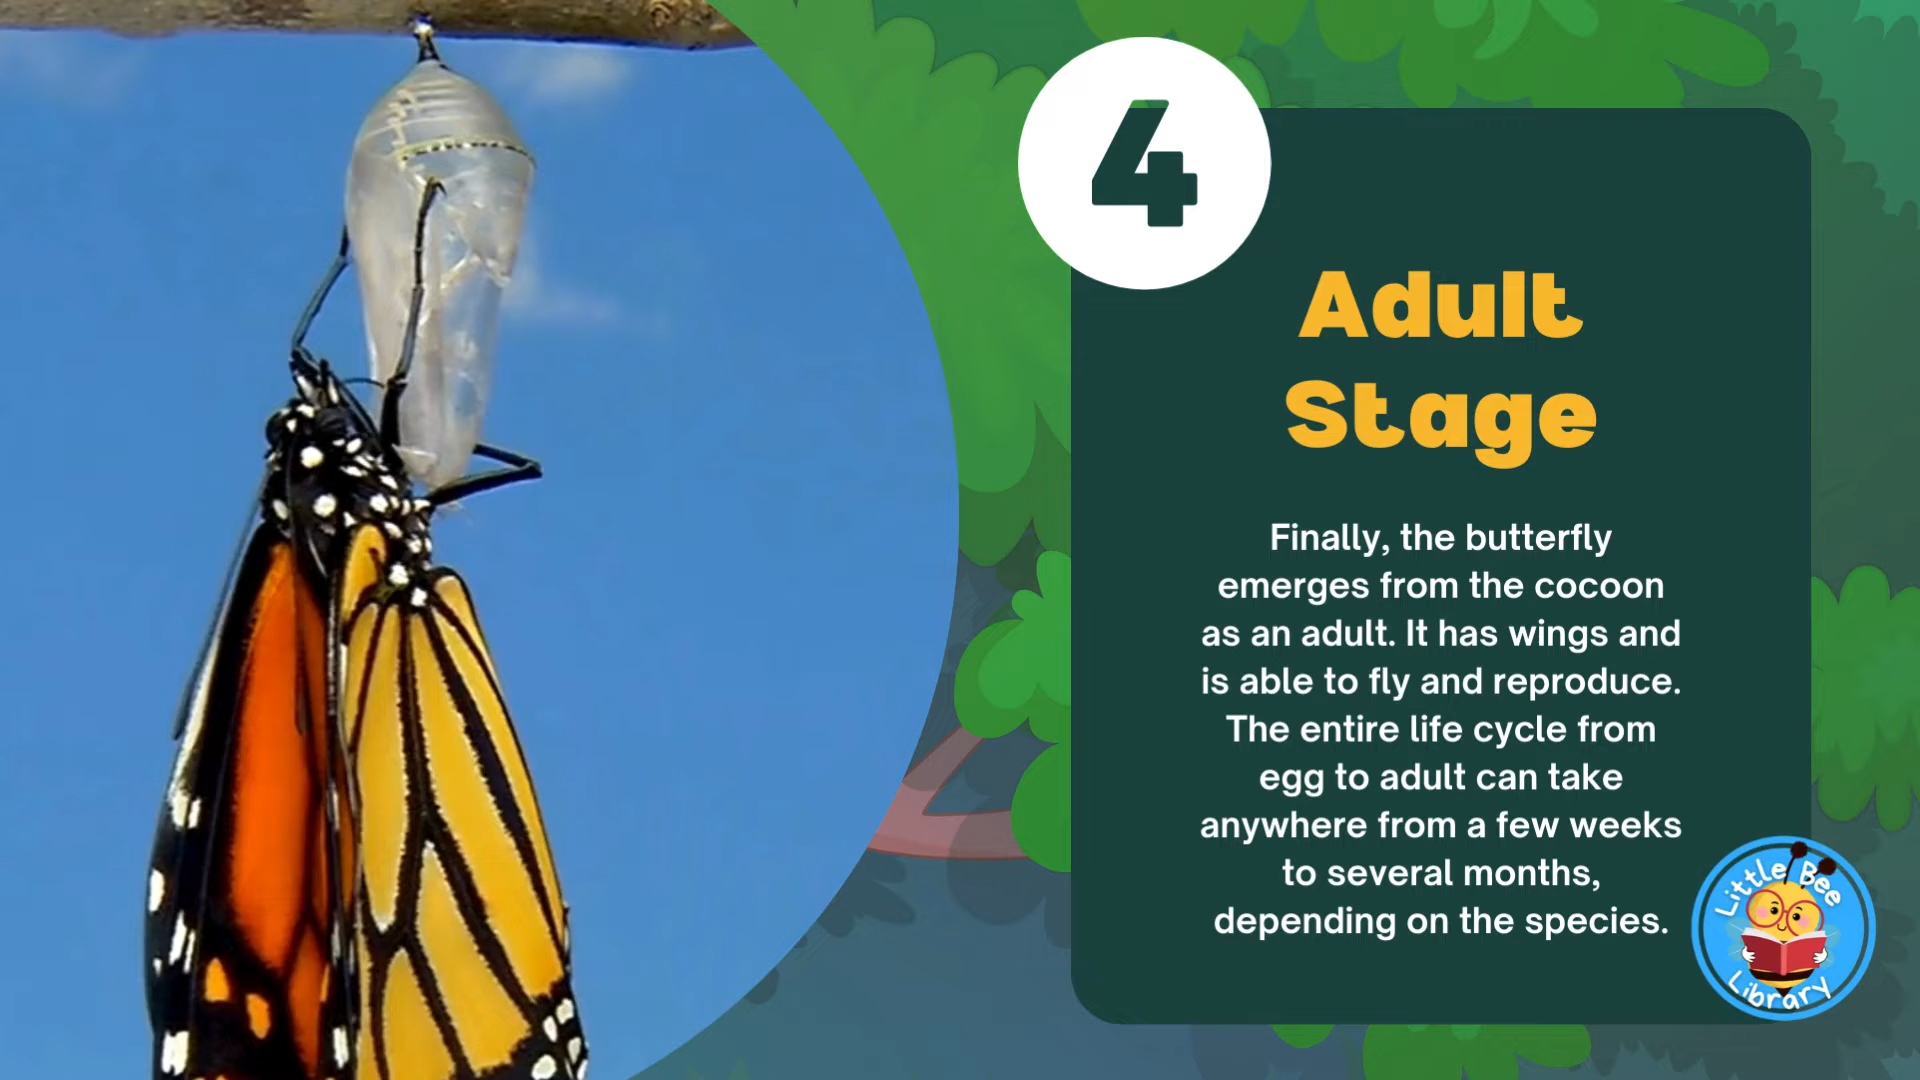 4
Adult
Stage
Finally, the butterfly
emerges from the cocoon
as an adult. It has wings and
is able to fly and reproduce.
The entire life cycle from
egg to adult can take
anywhere from a few weeks
to several months,
depending on the species.
Little Bee
Library